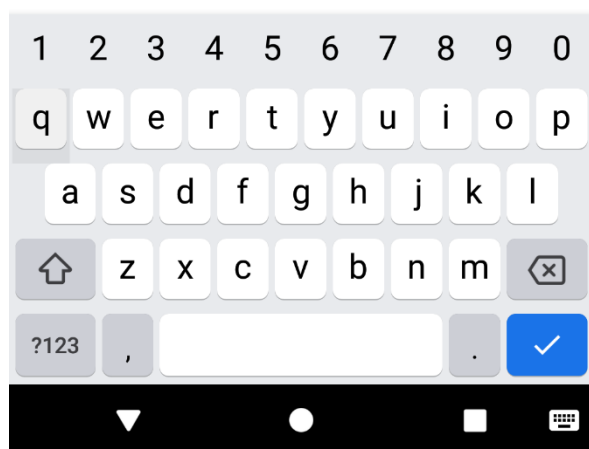 1 2 3 4 5 6 7 8 9 0
q w e r t y u i o p
a s d f g h j k l
z x c v b n m
?123 , .